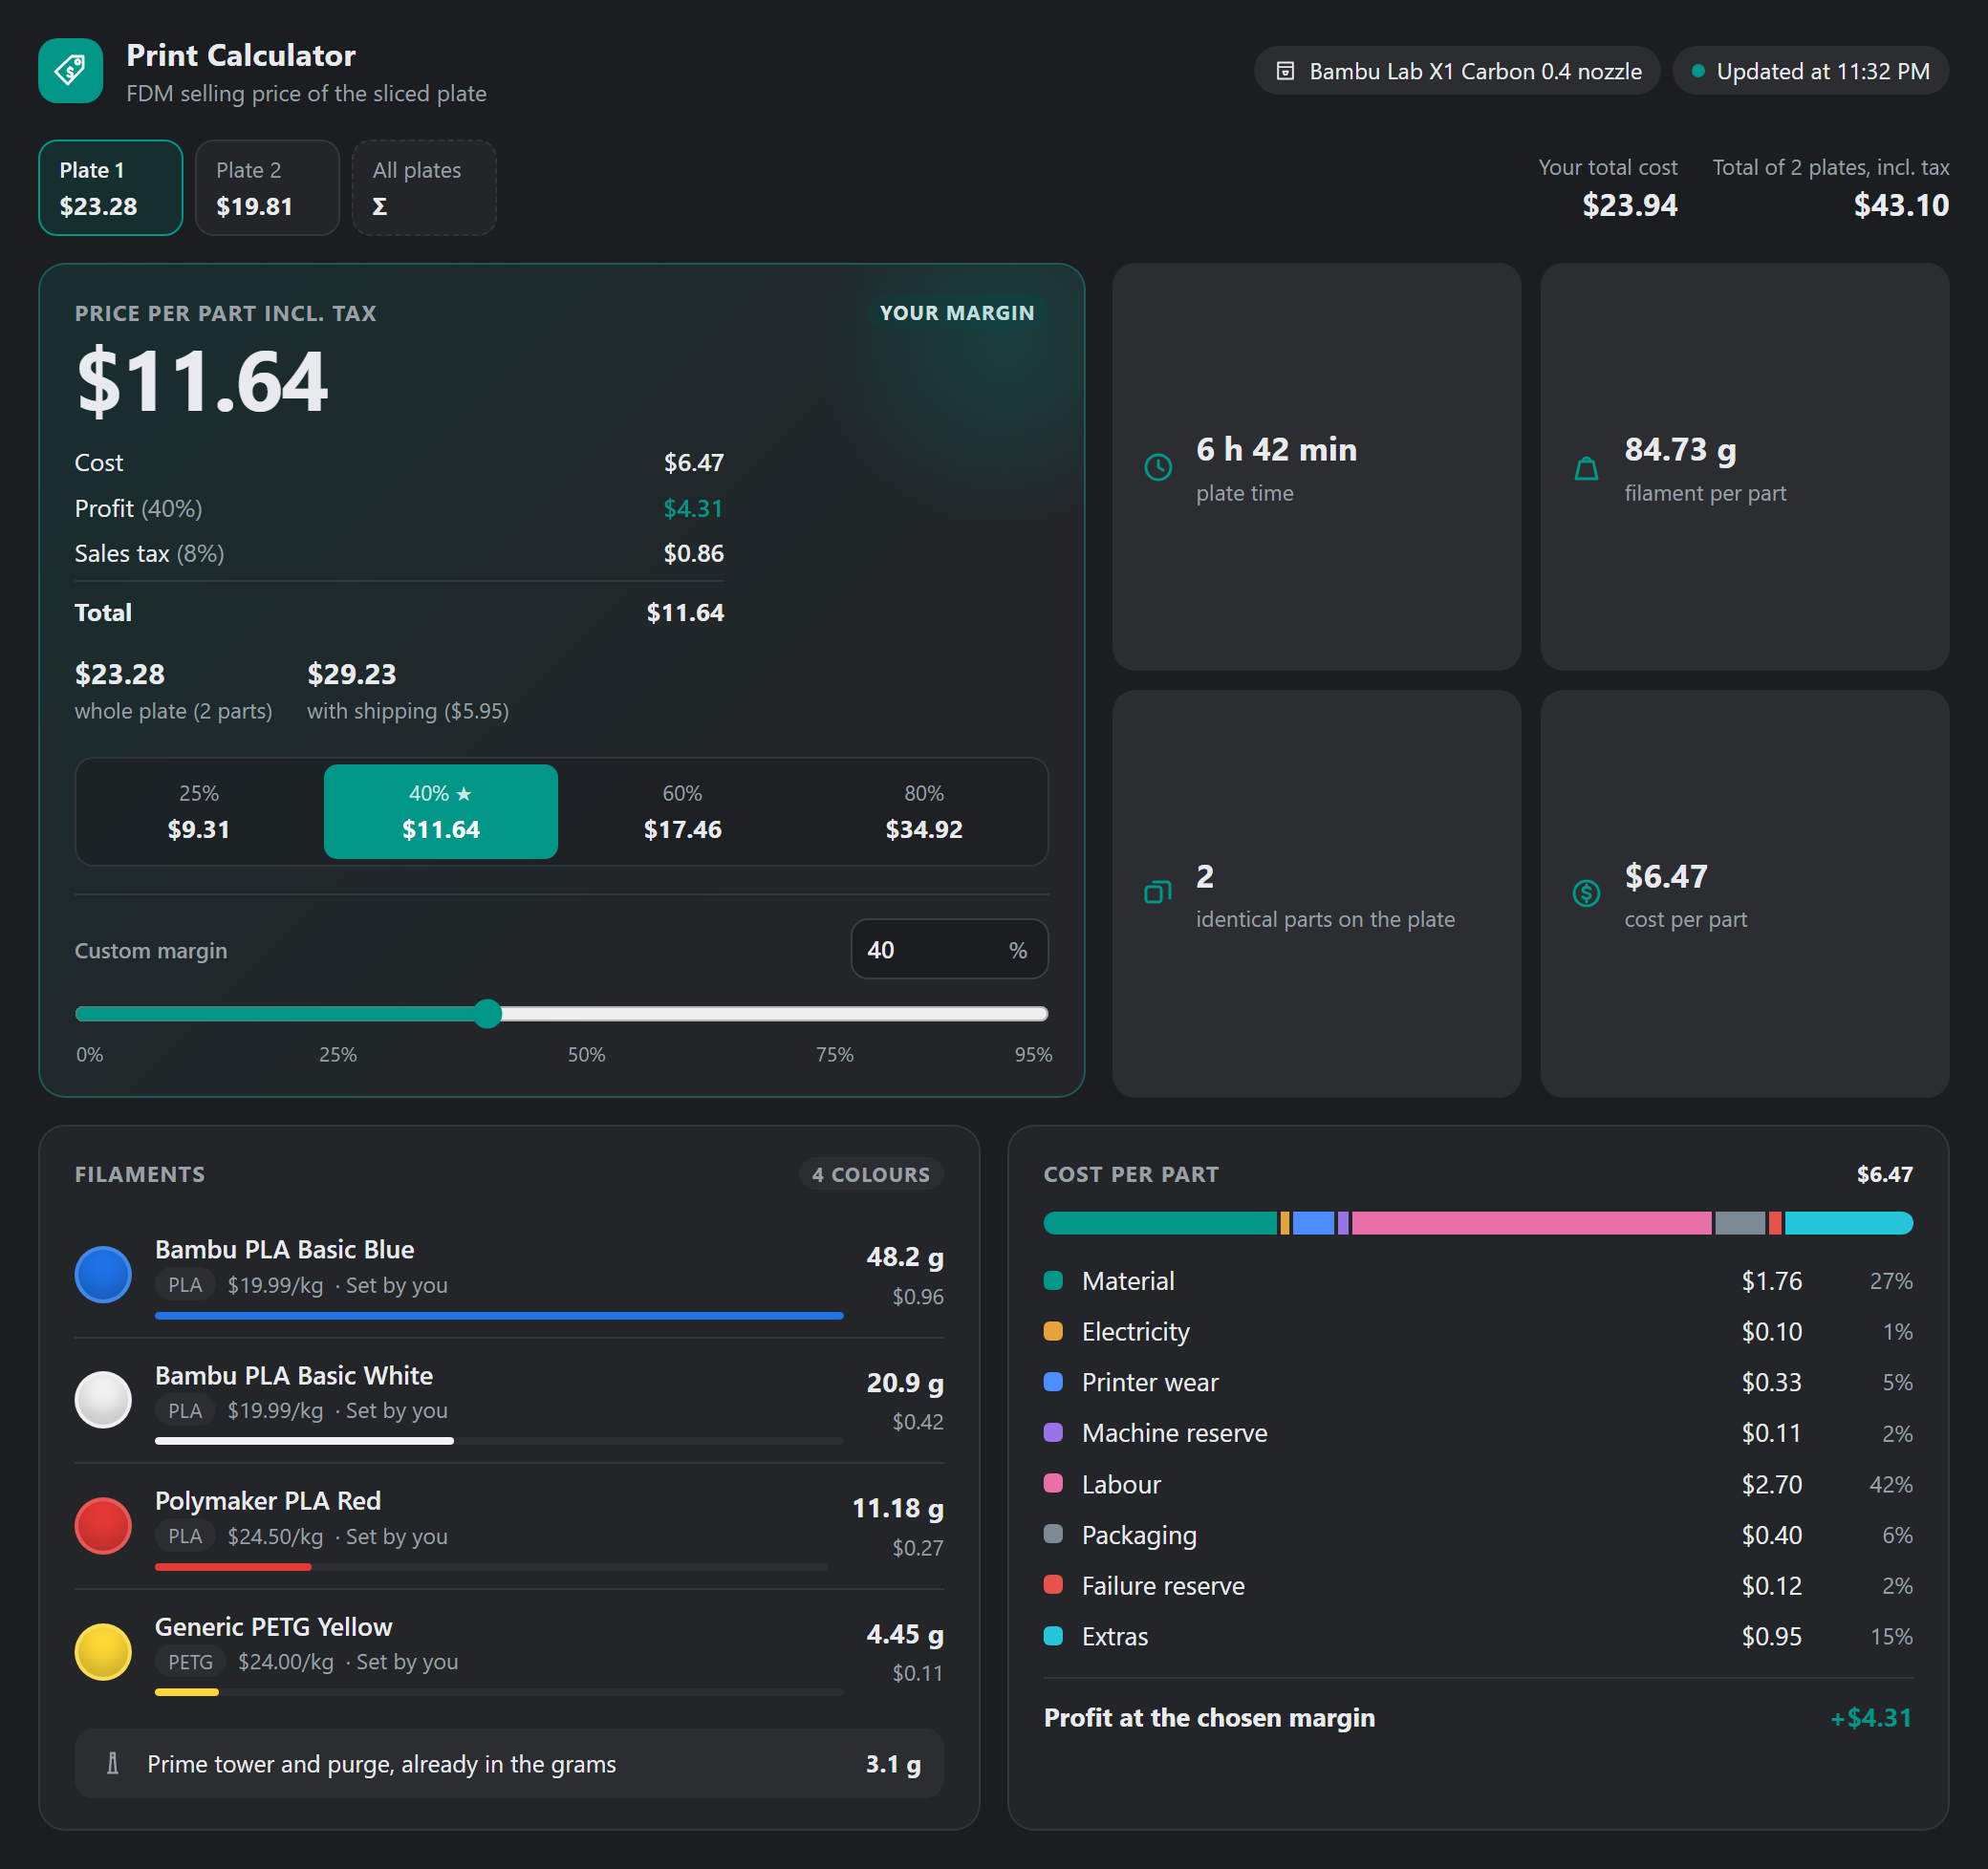 Print Calculator
FDM selling price of the sliced plate
Bambu Lab X1 Carbon 0.4 nozzle
Updated at 11:32 PM
Plate 1
$23.28
Plate 2
$19.81
All plates
Σ
Your total cost
$23.94
Total of 2 plates, incl. tax
$43.10
PRICE PER PART INCL. TAX
YOUR MARGIN
$11.64
Cost $6.47
Profit (40%) $4.31
Sales tax (8%) $0.86
Total $11.64
$23.28
whole plate (2 parts)
$29.23
with shipping ($5.95)
25%
$9.31
40% ★
$11.64
60%
$17.46
80%
$34.92
Custom margin
40 %
0% 25% 50% 75% 95%
6 h 42 min
plate time
84.73 g
filament per part
2
identical parts on the plate
$6.47
cost per part
FILAMENTS
4 COLOURS
Bambu PLA Basic Blue
PLA $19.99/kg · Set by you
48.2 g
$0.96
Bambu PLA Basic White
PLA $19.99/kg · Set by you
20.9 g
$0.42
Polymaker PLA Red
PLA $24.50/kg · Set by you
11.18 g
$0.27
Generic PETG Yellow
PETG $24.00/kg · Set by you
4.45 g
$0.11
Prime tower and purge, already in the grams 3.1 g
COST PER PART $6.47
Material $1.76 27%
Electricity $0.10 1%
Printer wear $0.33 5%
Machine reserve $0.11 2%
Labour $2.70 42%
Packaging $0.40 6%
Failure reserve $0.12 2%
Extras $0.95 15%
Profit at the chosen margin +$4.31